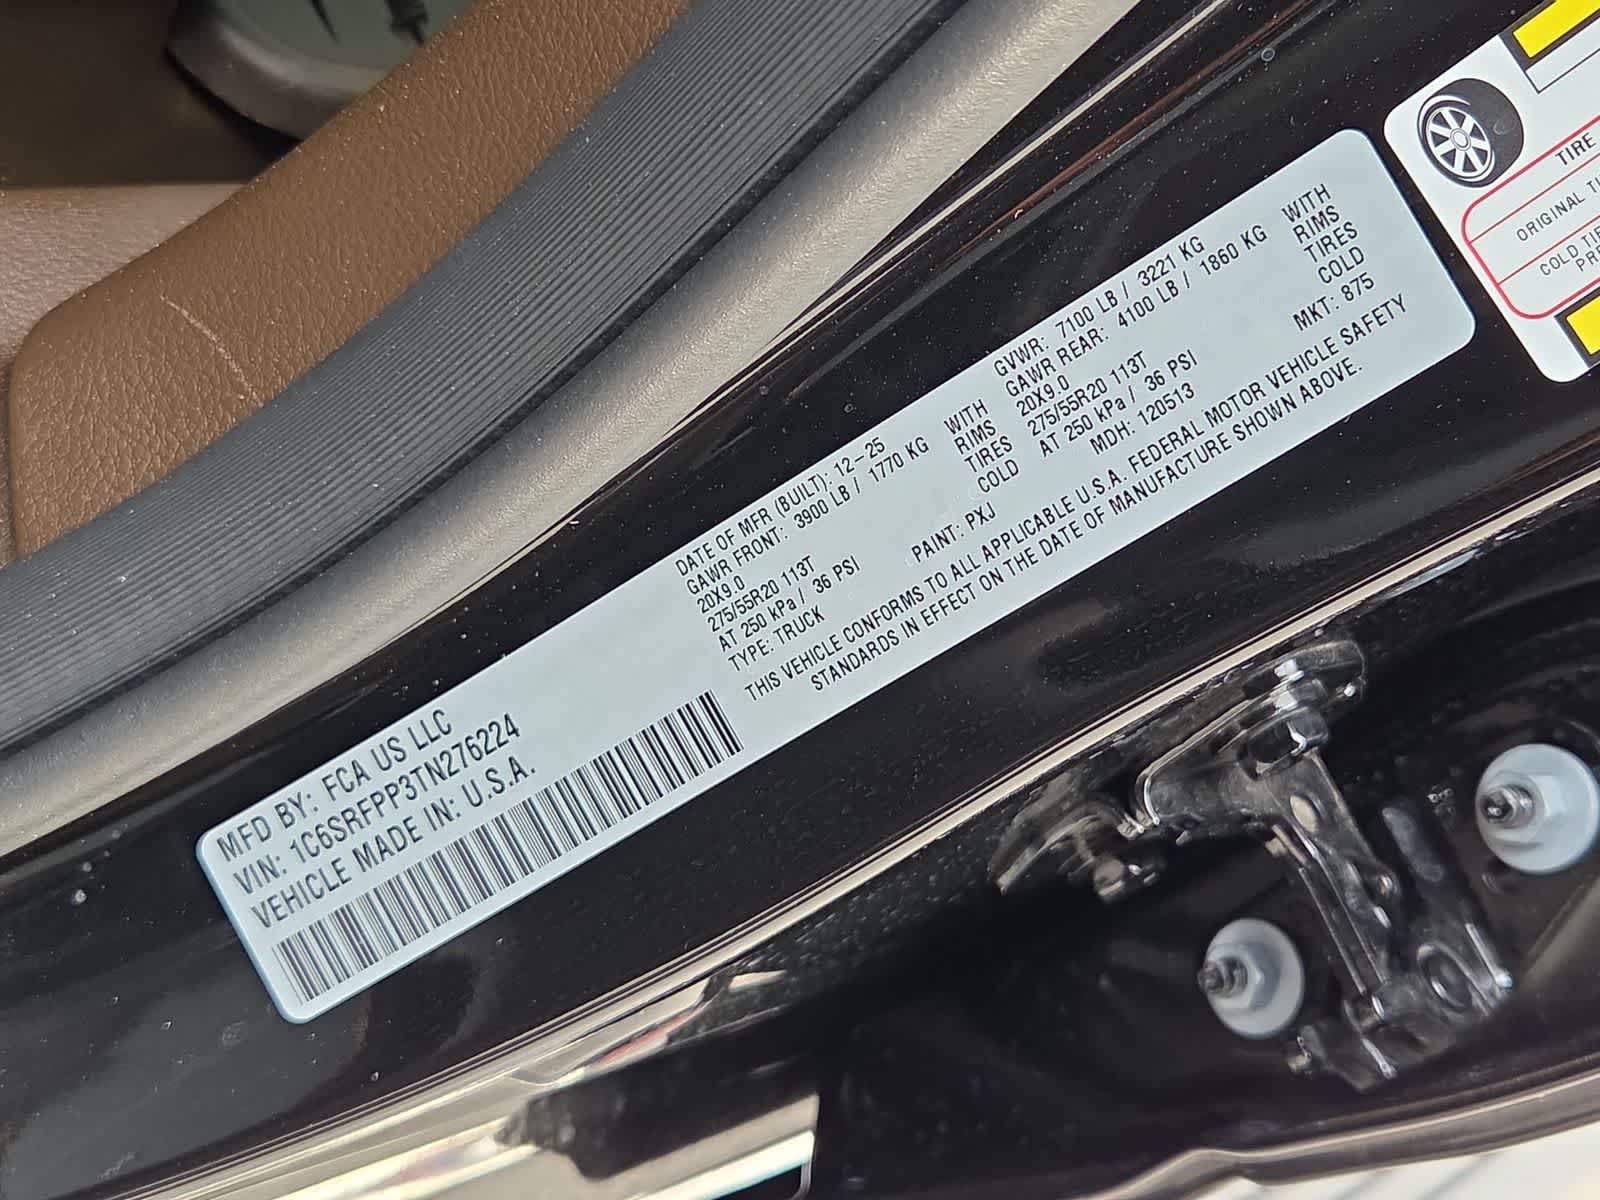 MFD BY: FCA US LLC
VIN: 1C6SRFPP3TN276224
VEHICLE MADE IN: U.S.A.
DATE OF MFR (BUILT): 12-25 GVWR: 7100 LB / 3221 KG
GAWR FRONT: 3900 LB / 1770 KG WITH GAWR REAR: 4100 LB / 1860 KG WITH
20X9.0 RIMS 20X9.0 RIMS
275/55R20 113T TIRES 275/55R20 113T TIRES
AT 250 kPa / 36 PSI COLD AT 250 kPa / 36 PSI COLD
TYPE: TRUCK PAINT: PXJ MDH: 120513 MKT: 875
THIS VEHICLE CONFORMS TO ALL APPLICABLE U.S.A. FEDERAL MOTOR VEHICLE SAFETY
STANDARDS IN EFFECT ON THE DATE OF MANUFACTURE SHOWN ABOVE.
TIRE
ORIGINAL
COLD